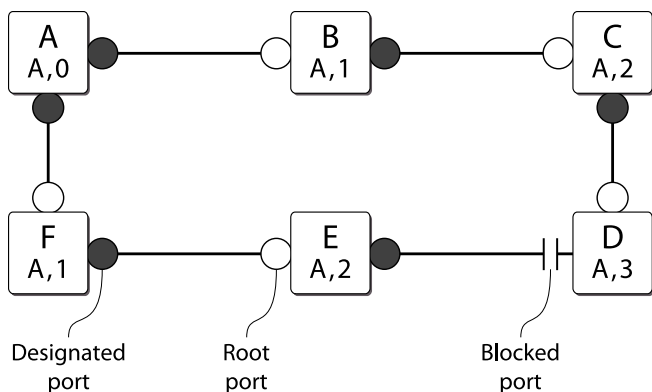 A
A,0
B
A,1
C
A,2
F
A,1
E
A,2
D
A,3
Designated
port
Root
port
Blocked
port